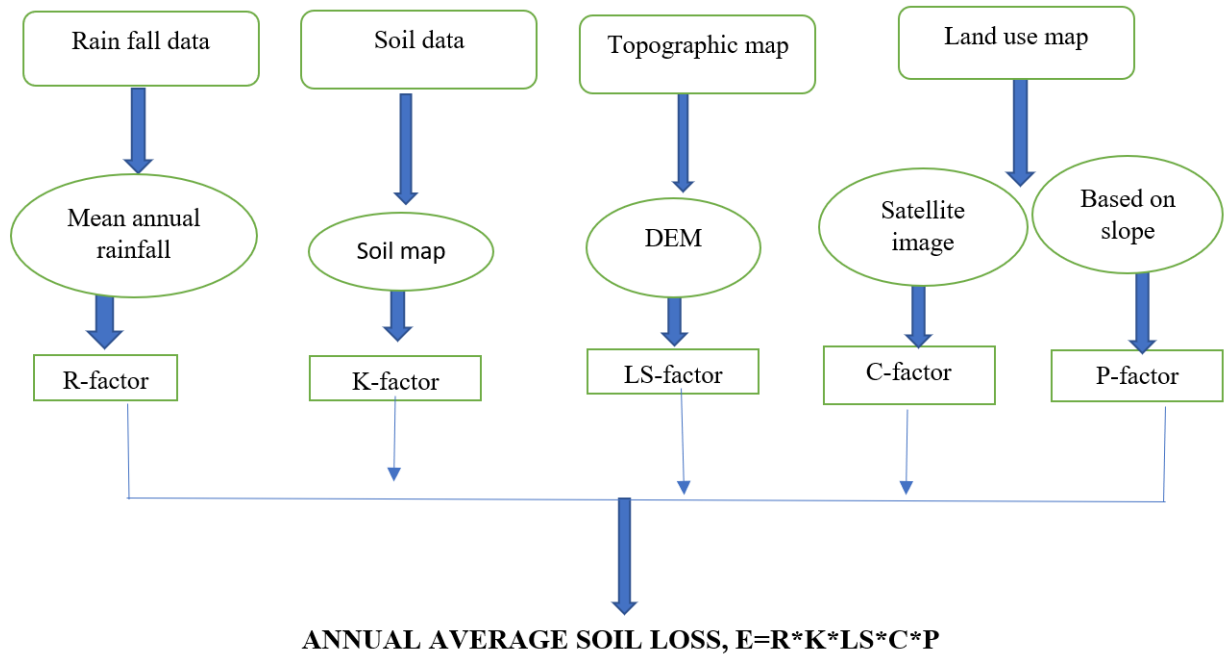 Rain fall data
Soil data
Topographic map
Land use map
Mean annual
rainfall
Soil map
DEM
Satellite
image
Based on
slope
R-factor
K-factor
LS-factor
C-factor
P-factor
ANNUAL AVERAGE SOIL LOSS, E=R*K*LS*C*P